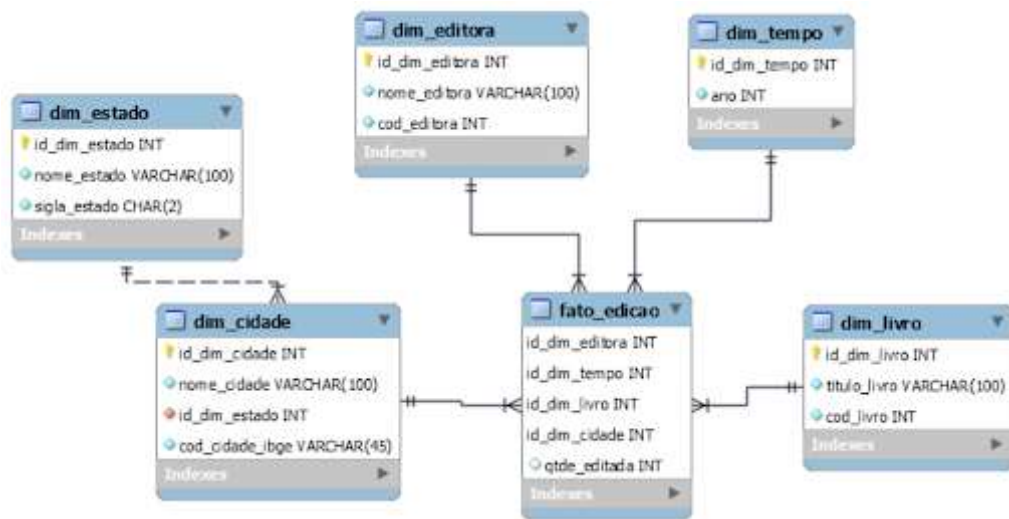 dim_editora
id_dim_editora INT
nome_editora VARCHAR(100)
cod_editora INT
Indexes
dim_tempo
id_dim_tempo INT
ano INT
Indexes
dim_estado
id_dim_estado INT
nome_estado VARCHAR(100)
sigla_estado CHAR(2)
Indexes
dim_cidade
id_dim_cidade INT
nome_cidade VARCHAR(100)
id_dim_estado INT
cod_cidade_ibge VARCHAR(45)
Indexes
fato_edicao
id_dim_editora INT
id_dim_tempo INT
id_dim_livro INT
id_dim_cidade INT
qtde_editada INT
Indexes
dim_livro
id_dim_livro INT
titulo_livro VARCHAR(100)
cod_livro INT
Indexes